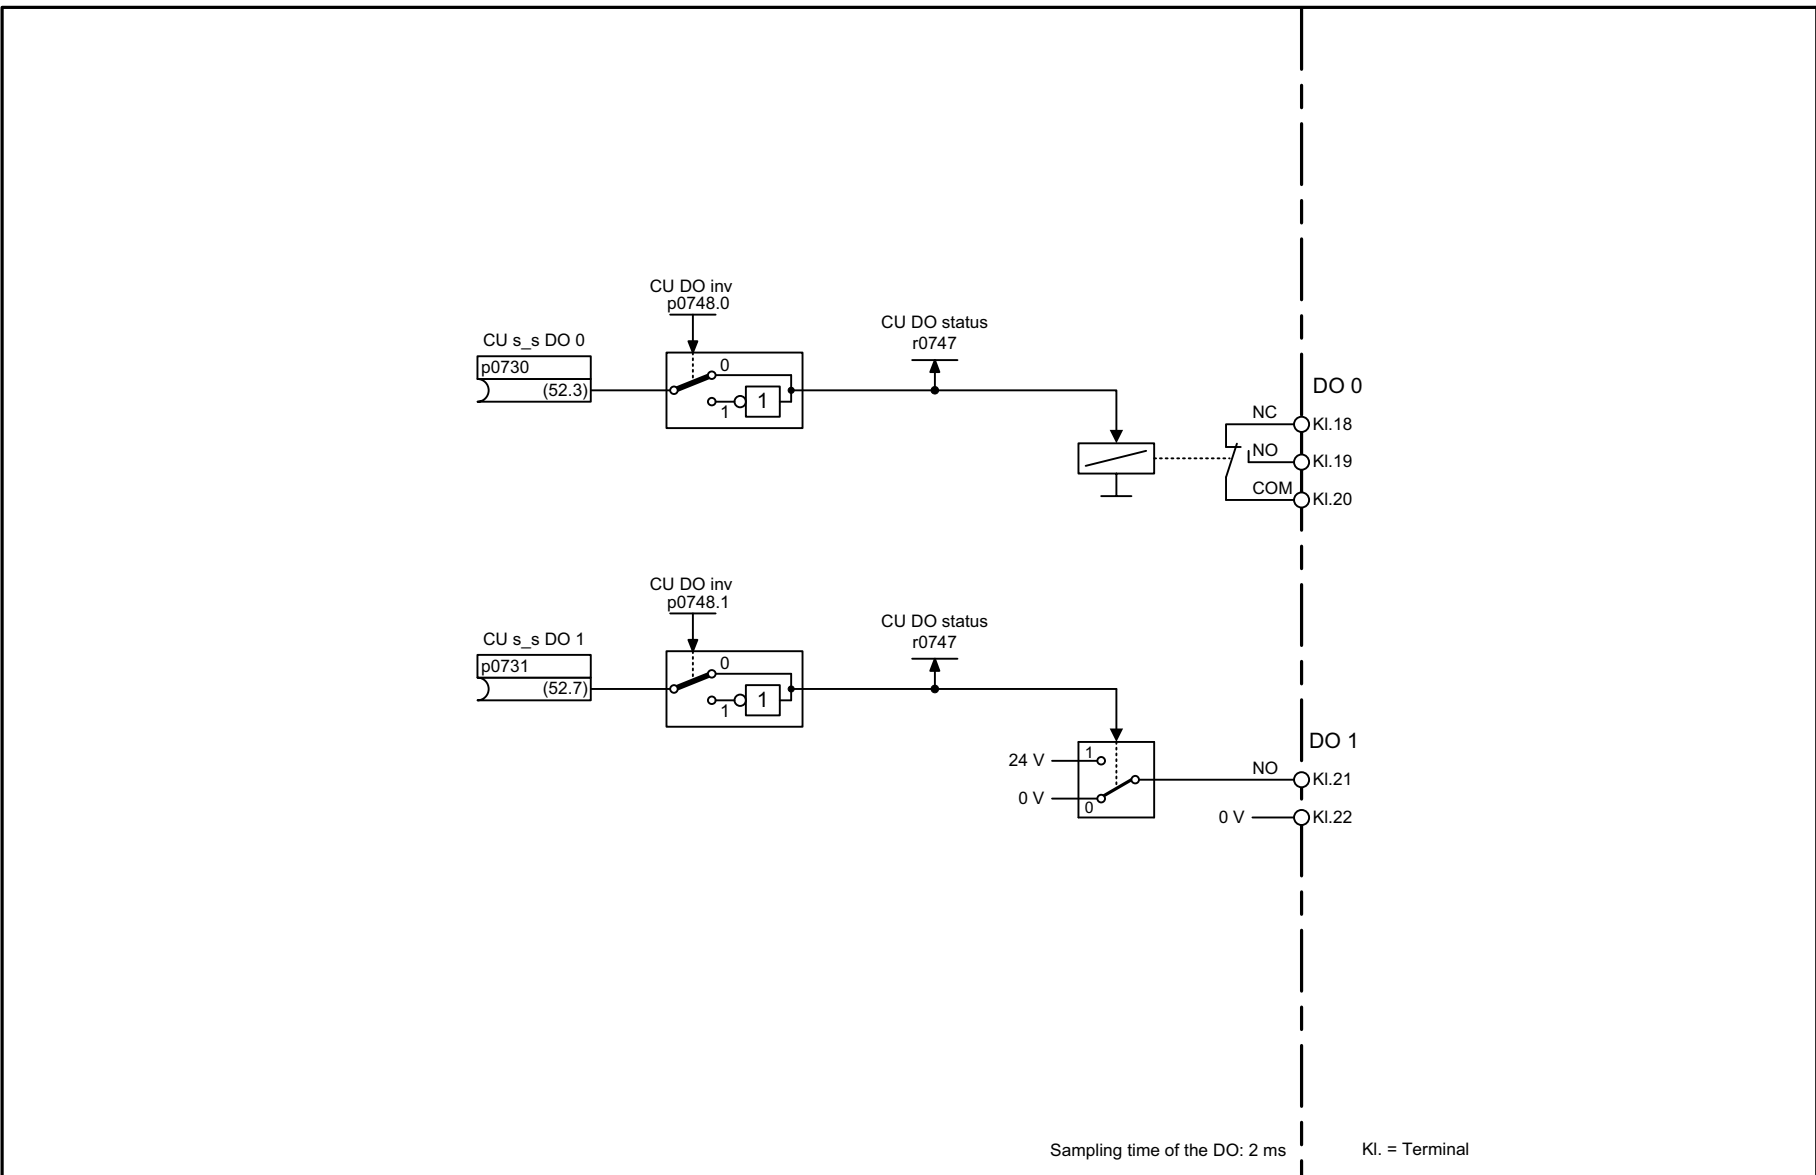 CU DO inv
p0748.0
CU s_s DO 0
p0730
(52.3)
0
1
1
CU DO status
r0747
DO 0
NC
Kl.18
NO
Kl.19
COM
Kl.20
CU DO inv
p0748.1
CU s_s DO 1
p0731
(52.7)
0
1
1
CU DO status
r0747
DO 1
24 V
1
0 V
0
NO
Kl.21
0 V
Kl.22
Sampling time of the DO: 2 ms
Kl. = Terminal